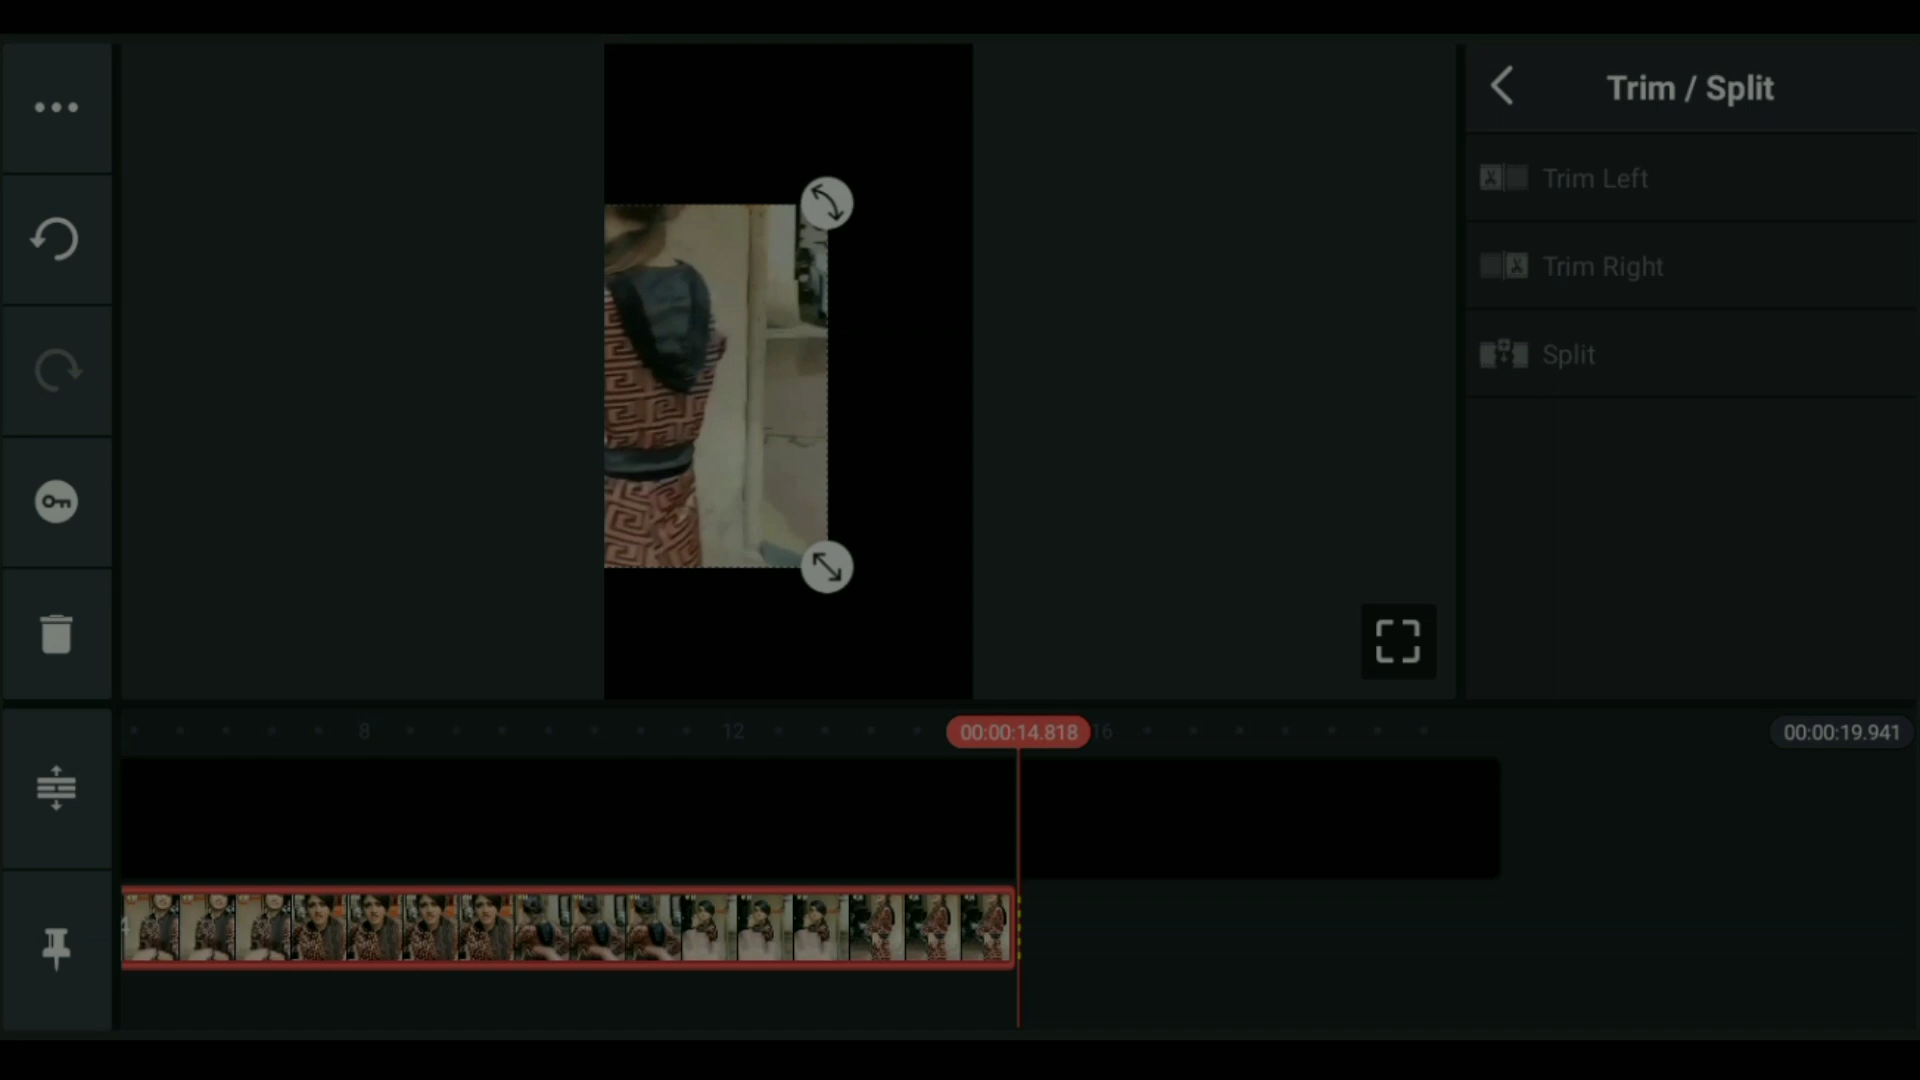 Trim / Split
Trim Left
Trim Right
Split
8
12
00:00:14.818
16
00:00:19.941